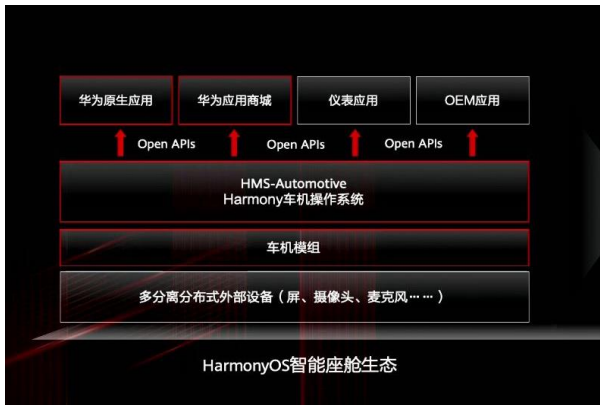 华为原生应用
华为应用商城
仪表应用
OEM应用
Open APIs
Open APIs
Open APIs
HMS-Automotive
Harmony车机操作系统
车机模组
多分离分布式外部设备（屏、摄像头、麦克风……）
HarmonyOS智能座舱生态